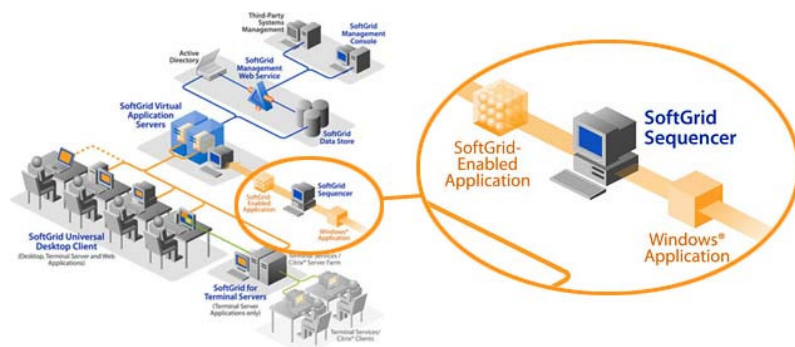 Third-Party
Systems
Management
SoftGrid
Management
Console
Active
Directory
SoftGrid
Management
Web Service
SoftGrid Virtual
Application
Servers
SoftGrid
Data Store
SoftGrid-
Enabled
Application
SoftGrid
Sequencer
Windows®
Application
SoftGrid Universal
Desktop Client
(Desktop, Terminal Server and Web
Applications)
Terminal Services /
Citrix® Server Farm
SoftGrid for
Terminal Servers
(Terminal Server
Applications only)
Terminal Services/
Citrix® Clients
SoftGrid
Sequencer
SoftGrid-
Enabled
Application
Windows®
Application